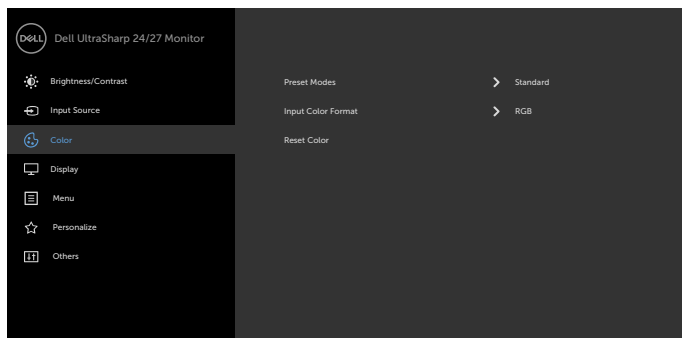 DELL Dell UltraSharp 24/27 Monitor
Brightness/Contrast
Preset Modes Standard
Input Source
Input Color Format RGB
Color
Reset Color
Display
Menu
Personalize
Others